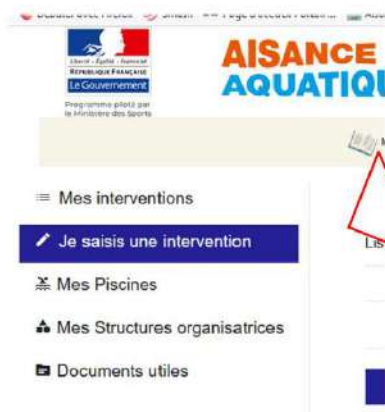 Liberté • Égalité • Fraternité
RÉPUBLIQUE FRANÇAISE
Le Gouvernement
Programme piloté par
le Ministère des Sports
AISANCE
AQUATIQU
Mes interventions
Je saisis une intervention
Lis
Mes Piscines
Mes Structures organisatrices
Documents utiles